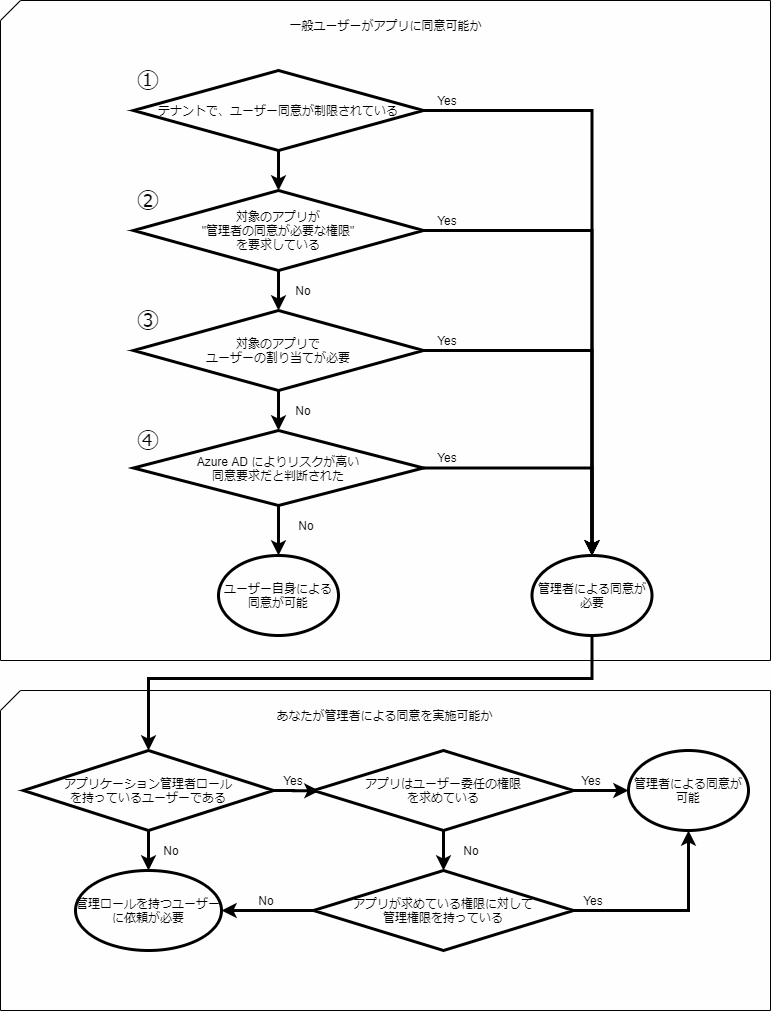 一般ユーザーがアプリに同意可能か
①
テナントで、ユーザー同意が制限されている
Yes
②
対象のアプリが
"管理者の同意が必要な権限"
を要求している
Yes
No
③
対象のアプリで
ユーザーの割り当てが必要
Yes
No
④
Azure AD によりリスクが高い
同意要求だと判断された
Yes
No
ユーザー自身による
同意が可能
管理者による同意が
必要
あなたが管理者による同意を実施可能か
アプリケーション管理者ロール
を持っているユーザーである
Yes
アプリはユーザー委任の権限
を求めている
Yes
管理者による同意が
可能
No
No
管理ロールを持つユーザー
に依頼が必要
No
アプリが求めている権限に対して
管理権限を持っている
Yes